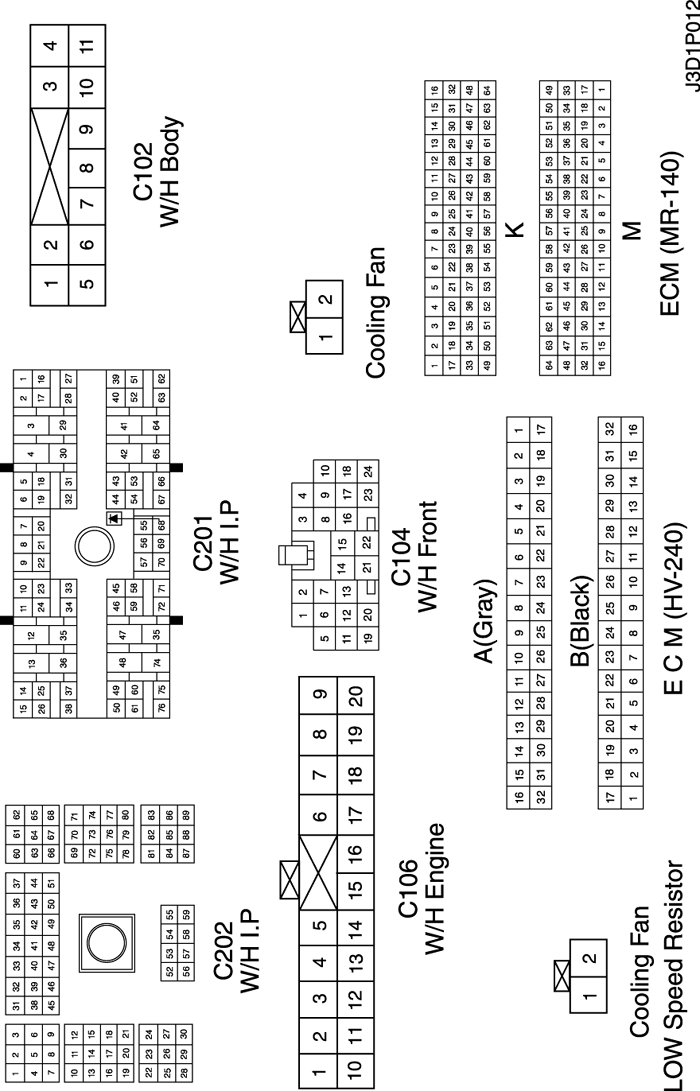 1 2 3
4 5 6
7 8 9
10 11 12
13 14 15
16 17 18
19 20 21
22 23 24
25 26 27
28 29 30
31 32 33 34 35 36 37
38 39 40 41 42 43 44
45 46 47 48 49 50 51
52 53 54 55
56 57 58 59
60 61 62
63 64 65
66 67 68
69 70 71
72 73 74
75 76 77
78 79 80
81 82 83
84 85 86
87 88 89
C202
W/H I.P
15 14 13 12 11 10 9 8 7 6 5 4 3 2 1
26 25 24 23 22 21 20 19 18 17 16
38 37 36 35 34 33 32 31 30 29 28 27
50 49 48 47 46 45 44 43 42 41 40 39
61 60 59 58 57 56 55 54 53 52 51
76 75 74 35 72 71 70 69 68 67 66 65 64 63 62
C201
W/H I.P
1 2 3 4
5 6 7 8 9 10 11
C102
W/H Body
1 2 3 4 5 6 7 8 9
10 11 12 13 14 15 16 17 18 19 20
C106
W/H Engine
1 2 3 4
5 6 7 8 9 10
11 12 13 14 15 16 17 18
19 20 21 22 23 24
C104
W/H Front
1 2
Cooling Fan
1 2
Cooling Fan
LOW Speed Resistor
A(Gray)
16 15 14 13 12 11 10 9 8 7 6 5 4 3 2 1
32 31 30 29 28 27 26 25 24 23 22 21 20 19 18 17
B(Black)
17 18 19 20 21 22 23 24 25 26 27 28 29 30 31 32
1 2 3 4 5 6 7 8 9 10 11 12 13 14 15 16
E C M (HV-240)
1 2 3 4 5 6 7 8 9 10 11 12 13 14 15 16
17 18 19 20 21 22 23 24 25 26 27 28 29 30 31 32
33 34 35 36 37 38 39 40 41 42 43 44 45 46 47 48
49 50 51 52 53 54 55 56 57 58 59 60 61 62 63 64
K
64 63 62 61 60 59 58 57 56 55 54 53 52 51 50 49
48 47 46 45 44 43 42 41 40 39 38 37 36 35 34 33
32 31 30 29 28 27 26 25 24 23 22 21 20 19 18 17
16 15 14 13 12 11 10 9 8 7 6 5 4 3 2 1
M
ECM (MR-140)
J3D1P012